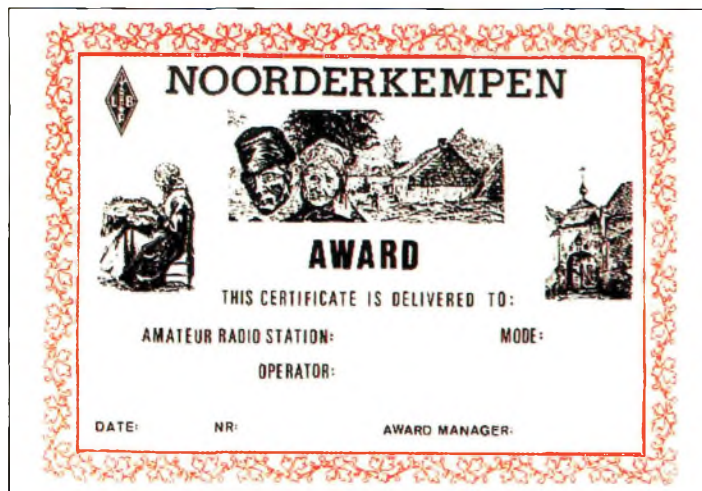 NOORDERKEMPEN
AWARD
THIS CERTIFICATE IS DELIVERED TO:
AMATEUR RADIO STATION: MODE:
OPERATOR:
DATE: NR: AWARD MANAGER: